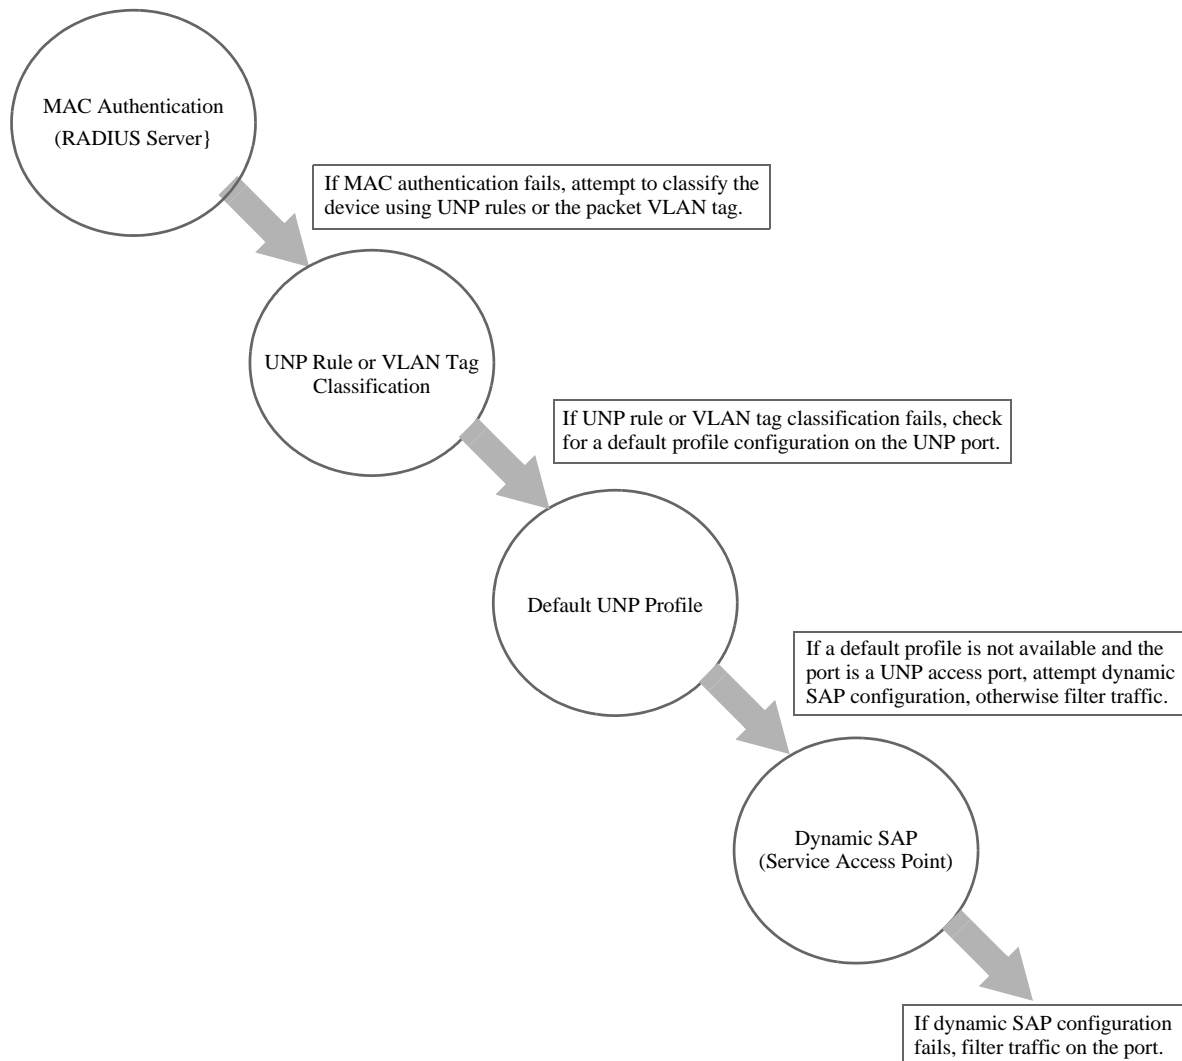 MAC Authentication
(RADIUS Server}
If MAC authentication fails, attempt to classify the
device using UNP rules or the packet VLAN tag.
UNP Rule or VLAN Tag
Classification
If UNP rule or VLAN tag classification fails, check
for a default profile configuration on the UNP port.
Default UNP Profile
If a default profile is not available and the
port is a UNP access port, attempt dynamic
SAP configuration, otherwise filter traffic.
Dynamic SAP
(Service Access Point)
If dynamic SAP configuration
fails, filter traffic on the port.